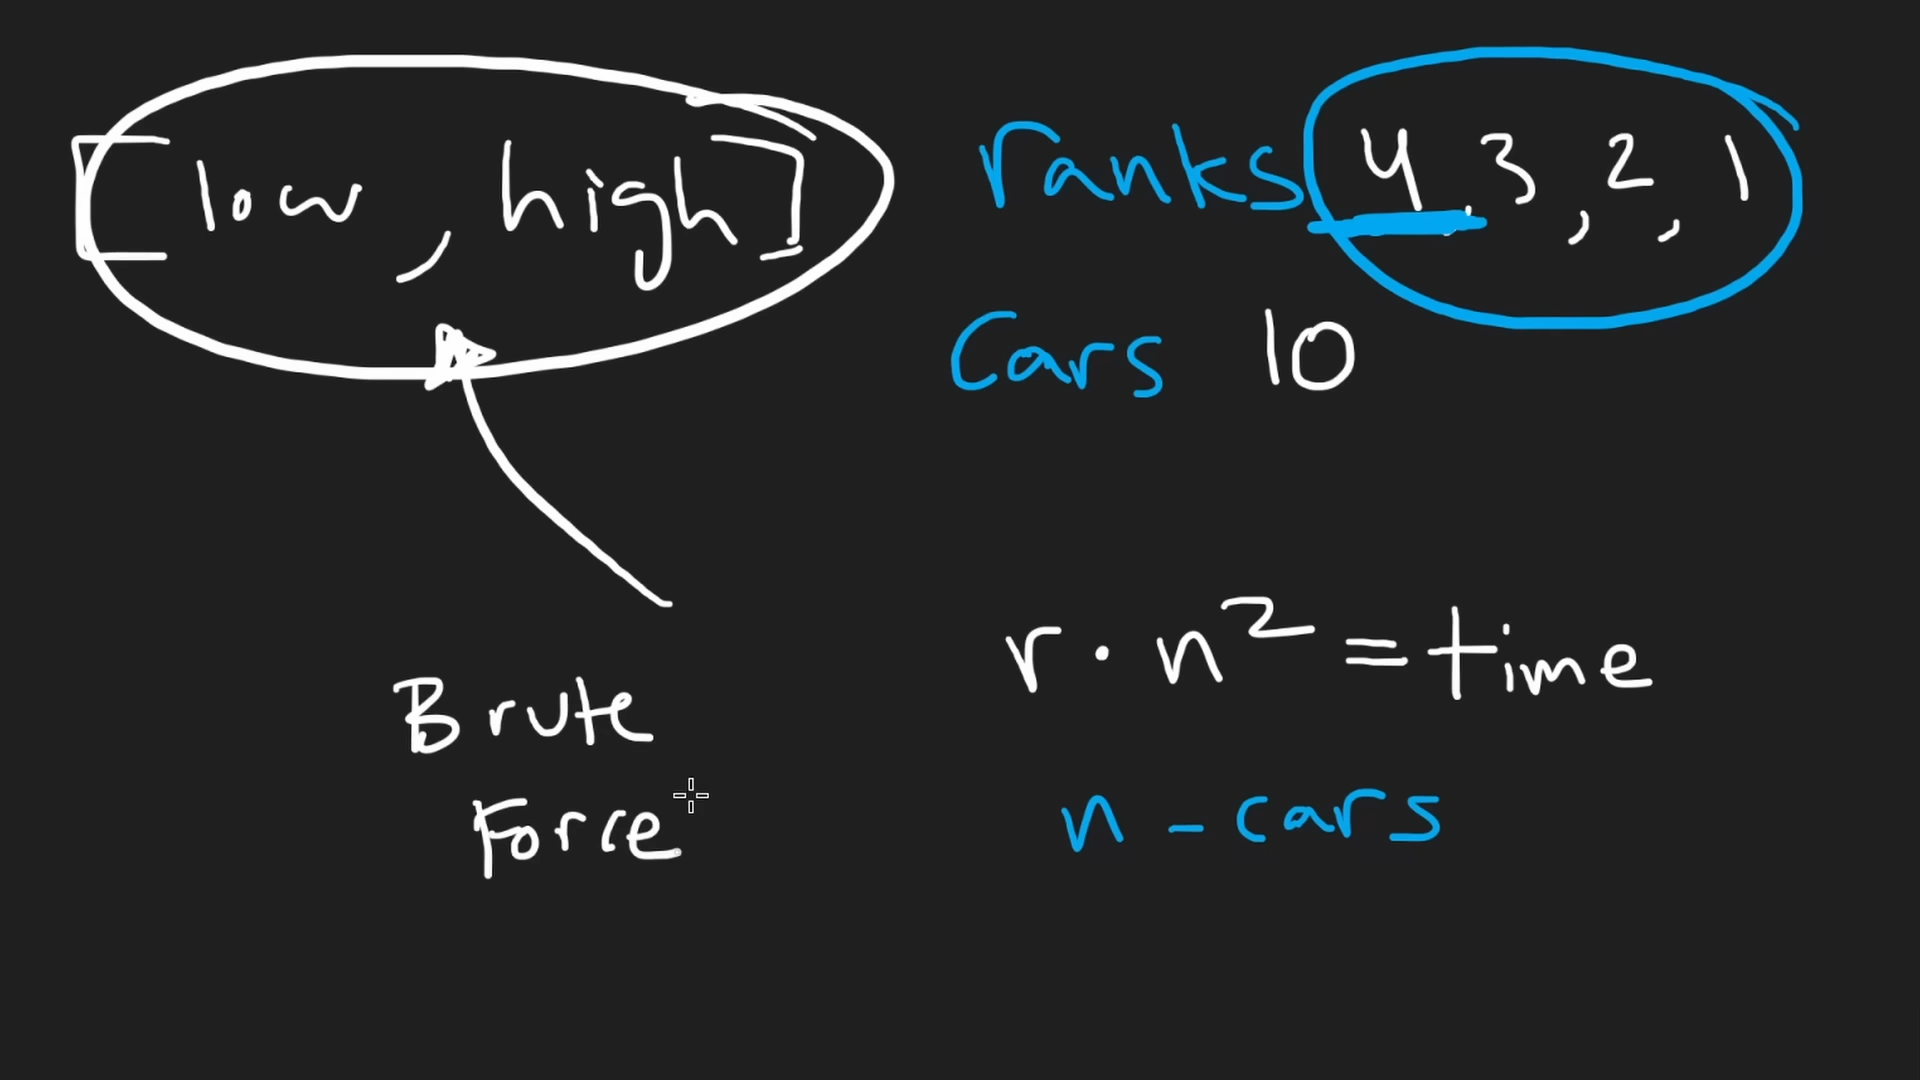 [low, high]
ranks 4, 3, 2, 1
Cars 10
r · n² = time
Brute
Force
n - cars